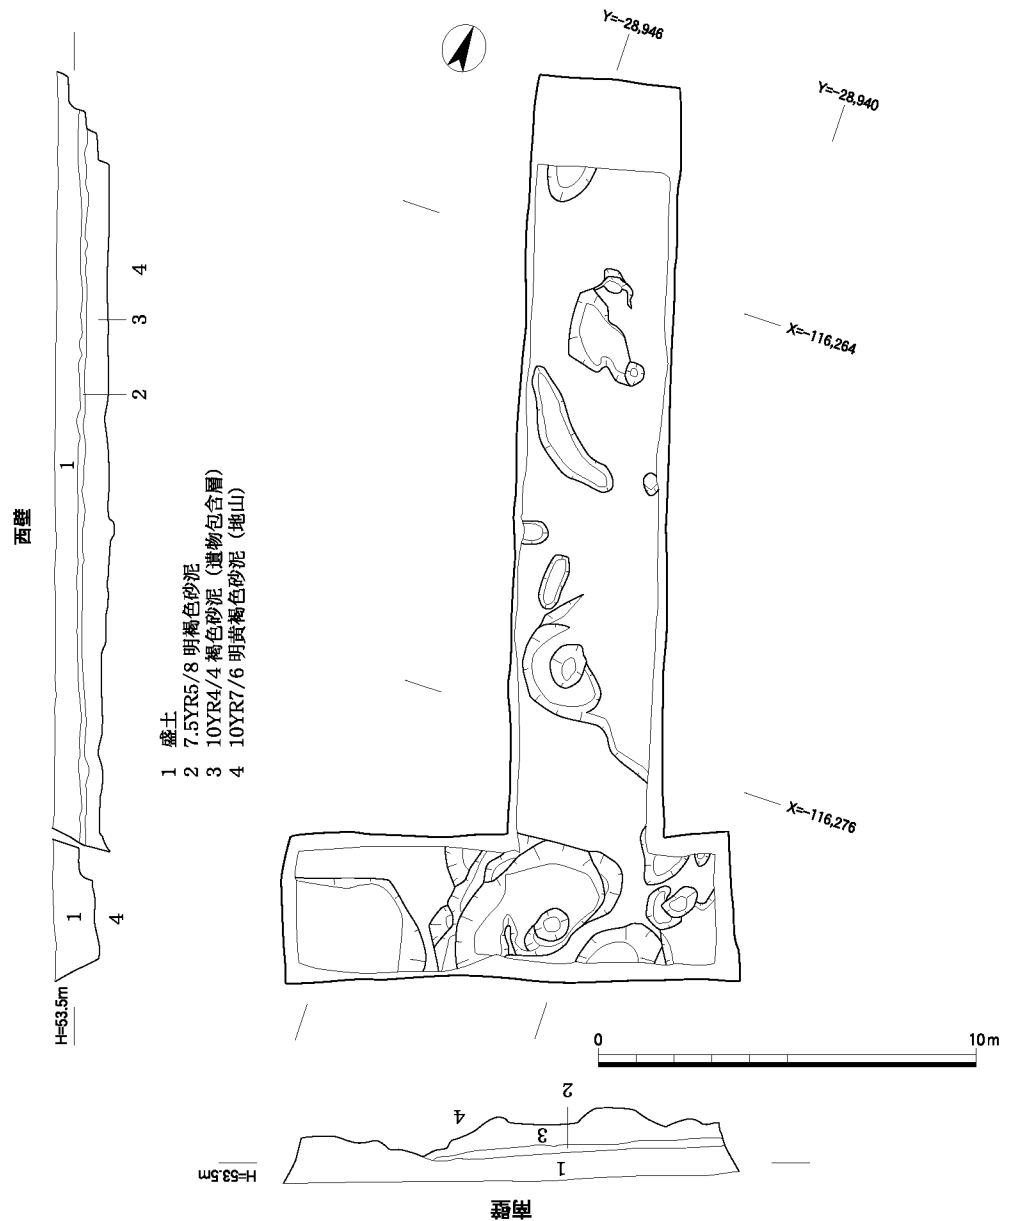 Y=-28,946
Y=-28,940
X=-116,264
X=-116,276
西壁
1
2
3
4
1
4
H=53.5m
1 盛土
2 7.5YR5/8 明褐色砂泥
3 10YR4/4 褐色砂泥（遺物包含層）
4 10YR7/6 明黄褐色砂泥（地山）
0 10m
2
4
3
1
H=53.5m
南壁